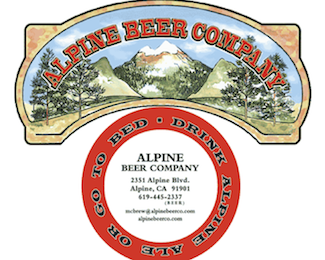 ALPINE BEER COMPANY
DRINK ALPINE ALE OR GO TO BED •
ALPINE
BEER COMPANY
2351 Alpine Blvd.
Alpine, CA 91901
619-445-2337
(BEER)
mcbrew@alpinebeerco.com
alpinebeerco.com